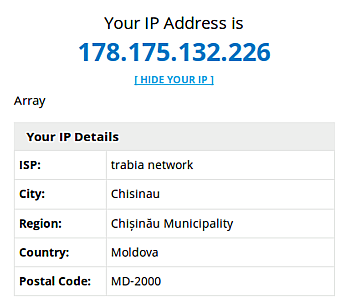 Your IP Address is
178.175.132.226
[ HIDE YOUR IP ]
Array
Your IP Details
ISP: trabia network
City: Chisinau
Region: Chișinău Municipality
Country: Moldova
Postal Code: MD-2000